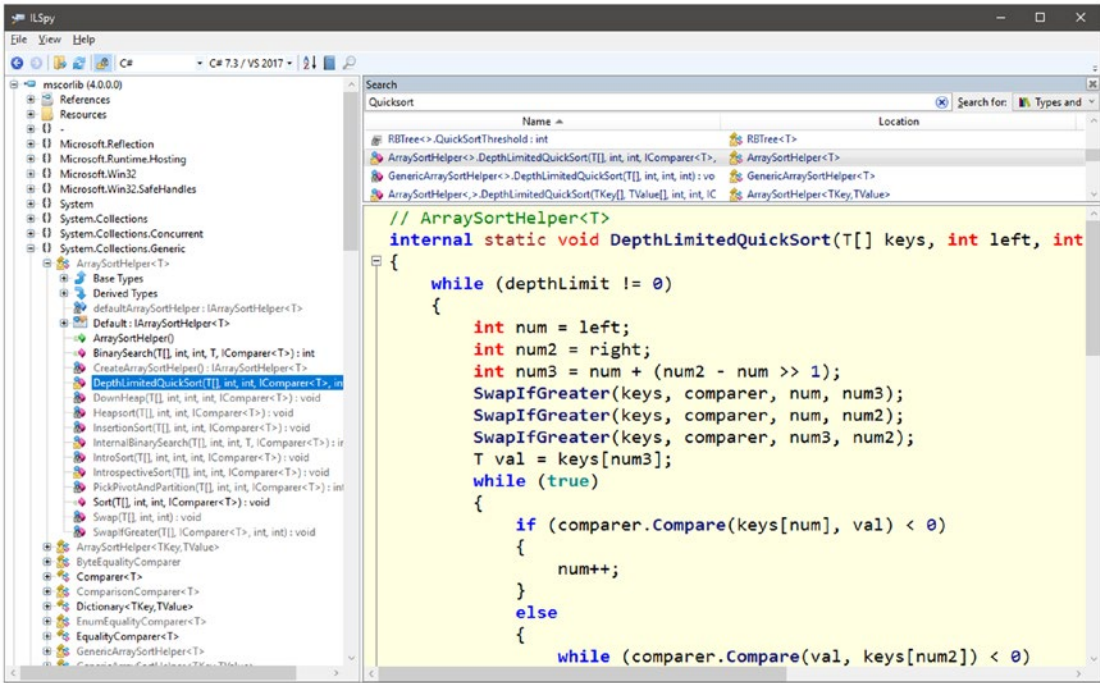 ILSpy
File View Help
C# C# 7.3 / VS 2017
mscorlib (4.0.0.0)
References
Resources
{} -
{} Microsoft.Reflection
{} Microsoft.Runtime.Hosting
{} Microsoft.Win32
{} Microsoft.Win32.SafeHandles
{} System
{} System.Collections
{} System.Collections.Concurrent
{} System.Collections.Generic
ArraySortHelper<T>
Base Types
Derived Types
defaultArraySortHelper : IArraySortHelper<T>
Default : IArraySortHelper<T>
ArraySortHelper()
BinarySearch(T[], int, int, T, IComparer<T>) : int
CreateArraySortHelper() : IArraySortHelper<T>
DepthLimitedQuickSort(T[], int, int, IComparer<T>, in
DownHeap(T[], int, int, int, IComparer<T>) : void
Heapsort(T[], int, int, IComparer<T>) : void
InsertionSort(T[], int, int, IComparer<T>) : void
InternalBinarySearch(T[], int, int, T, IComparer<T>) : in
IntroSort(T[], int, int, int, IComparer<T>) : void
IntrospectiveSort(T[], int, int, IComparer<T>) : void
PickPivotAndPartition(T[], int, int, IComparer<T>) : int
Sort(T[], int, int, IComparer<T>) : void
Swap(T[], int, int) : void
SwapIfGreater(T[], IComparer<T>, int, int) : void
ArraySortHelper<TKey,TValue>
ByteEqualityComparer
Comparer<T>
ComparisonComparer<T>
Dictionary<TKey,TValue>
EnumEqualityComparer<T>
EqualityComparer<T>
GenericArraySortHelper<T>
GenericArraySortHelper<TKey,TValue>
Search
Quicksort Search for: Types and
Name Location
RBTree<>.QuickSortThreshold : int RBTree<T>
ArraySortHelper<>.DepthLimitedQuickSort(T[], int, int, IComparer<T>, ArraySortHelper<T>
GenericArraySortHelper<>.DepthLimitedQuickSort(T[], int, int, int) : vo GenericArraySortHelper<T>
ArraySortHelper<,>.DepthLimitedQuickSort(TKey[], TValue[], int, int, IC ArraySortHelper<TKey,TValue>
// ArraySortHelper<T>
internal static void DepthLimitedQuickSort(T[] keys, int left, int
{
while (depthLimit != 0)
{
int num = left;
int num2 = right;
int num3 = num + (num2 - num >> 1);
SwapIfGreater(keys, comparer, num, num3);
SwapIfGreater(keys, comparer, num, num2);
SwapIfGreater(keys, comparer, num3, num2);
T val = keys[num3];
while (true)
{
if (comparer.Compare(keys[num], val) < 0)
{
num++;
}
else
{
while (comparer.Compare(val, keys[num2]) < 0)